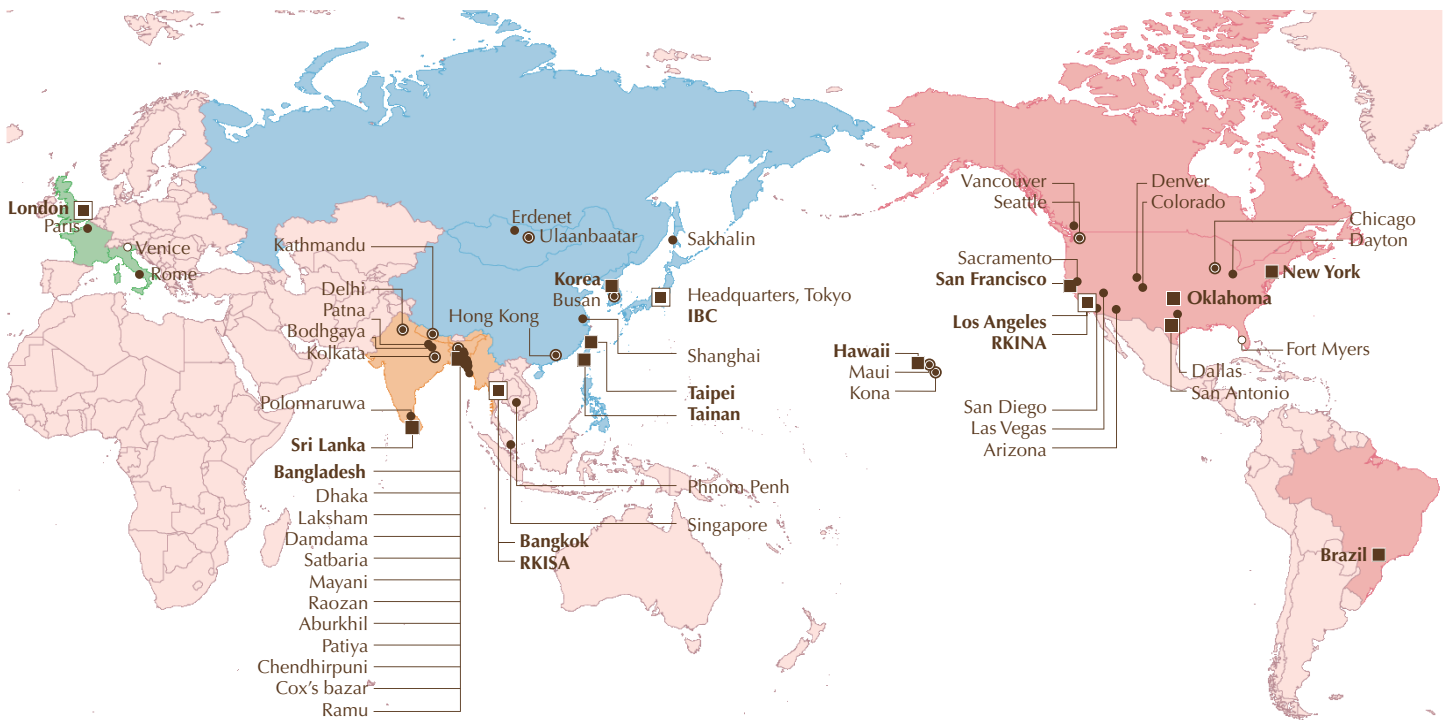 London
Paris
Venice
Rome
Kathmandu
Delhi
Patna
Bodhgaya
Kolkata
Polonnaruwa
Sri Lanka
Bangladesh
Dhaka
Laksham
Damdama
Satbaria
Mayani
Raozan
Aburkhil
Patiya
Chendhirpuni
Cox's bazar
Ramu
Erdenet
Ulaanbaatar
Sakhalin
Korea
Busan
Headquarters, Tokyo
IBC
Hong Kong
Shanghai
Taipei
Tainan
Phnom Penh
Singapore
Bangkok
RKISA
Hawaii
Maui
Kona
Vancouver
Seattle
Sacramento
San Francisco
Los Angeles
RKINA
San Diego
Las Vegas
Arizona
Denver
Colorado
Chicago
Dayton
New York
Oklahoma
Fort Myers
Dallas
San Antonio
Brazil